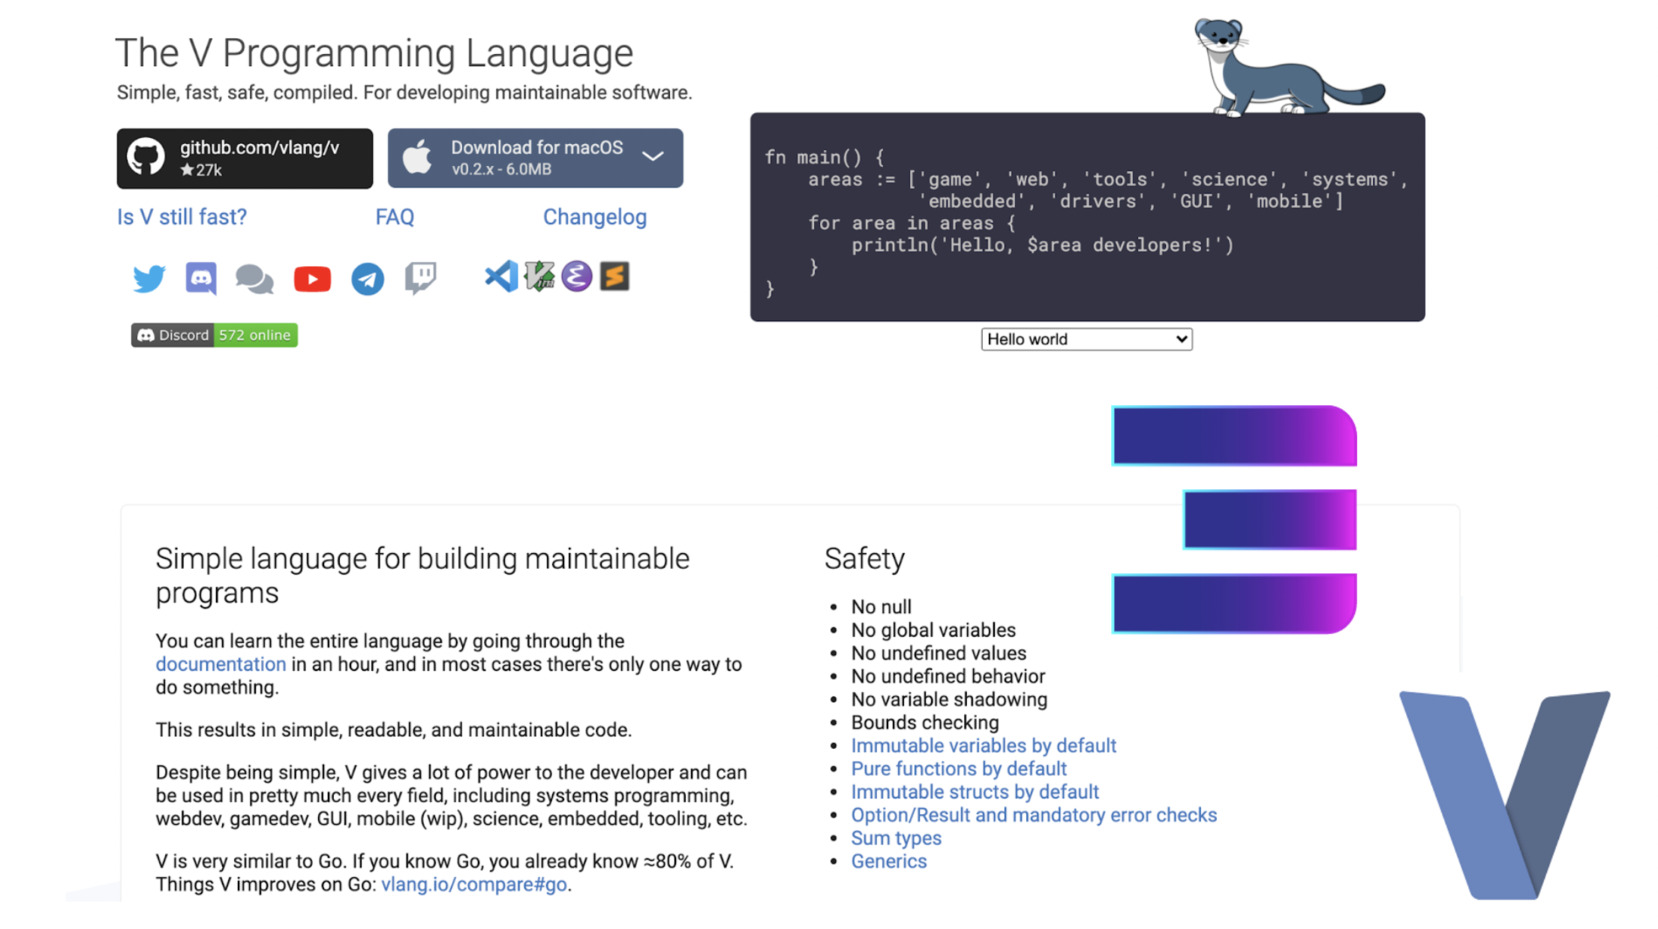 The V Programming Language
Simple, fast, safe, compiled. For developing maintainable software.
github.com/vlang/v
★27k
Download for macOS
v0.2.x - 6.0MB
Is V still fast?
FAQ
Changelog
Discord 572 online
fn main() {
    areas := ['game', 'web', 'tools', 'science', 'systems',
              'embedded', 'drivers', 'GUI', 'mobile']
    for area in areas {
        println('Hello, $area developers!')
    }
}
Hello world
Simple language for building maintainable
programs
You can learn the entire language by going through the
documentation in an hour, and in most cases there's only one way to
do something.
This results in simple, readable, and maintainable code.
Despite being simple, V gives a lot of power to the developer and can
be used in pretty much every field, including systems programming,
webdev, gamedev, GUI, mobile (wip), science, embedded, tooling, etc.
V is very similar to Go. If you know Go, you already know ≈80% of V.
Things V improves on Go: vlang.io/compare#go.
Safety
• No null
• No global variables
• No undefined values
• No undefined behavior
• No variable shadowing
• Bounds checking
• Immutable variables by default
• Pure functions by default
• Immutable structs by default
• Option/Result and mandatory error checks
• Sum types
• Generics
V